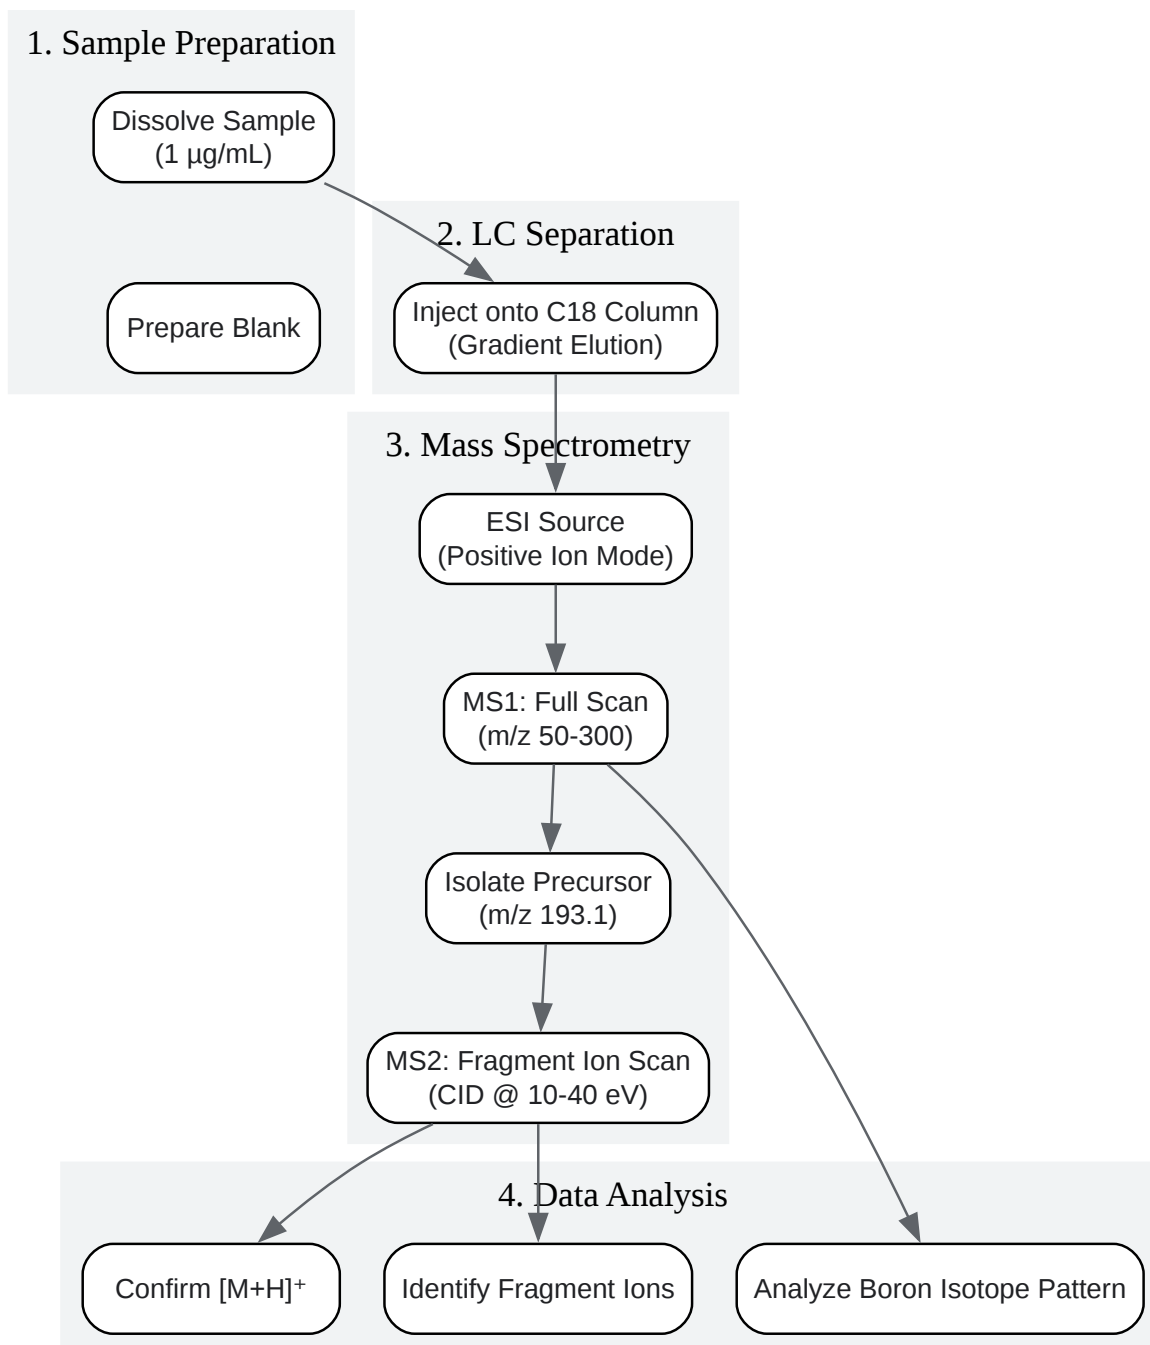 1. Sample Preparation
Dissolve Sample
(1 µg/mL)
Prepare Blank
2. LC Separation
Inject onto C18 Column
(Gradient Elution)
3. Mass Spectrometry
ESI Source
(Positive Ion Mode)
MS1: Full Scan
(m/z 50-300)
Isolate Precursor
(m/z 193.1)
MS2: Fragment Ion Scan
(CID @ 10-40 eV)
4. Data Analysis
Confirm [M+H]⁺
Identify Fragment Ions
Analyze Boron Isotope Pattern